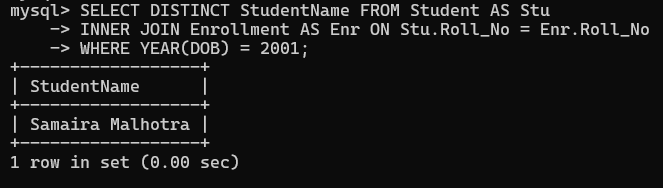 mysql> SELECT DISTINCT StudentName FROM Student AS Stu
    -> INNER JOIN Enrollment AS Enr ON Stu.Roll_No = Enr.Roll_No
    -> WHERE YEAR(DOB) = 2001;
+------------------+
| StudentName      |
+------------------+
| Samaira Malhotra |
+------------------+
1 row in set (0.00 sec)